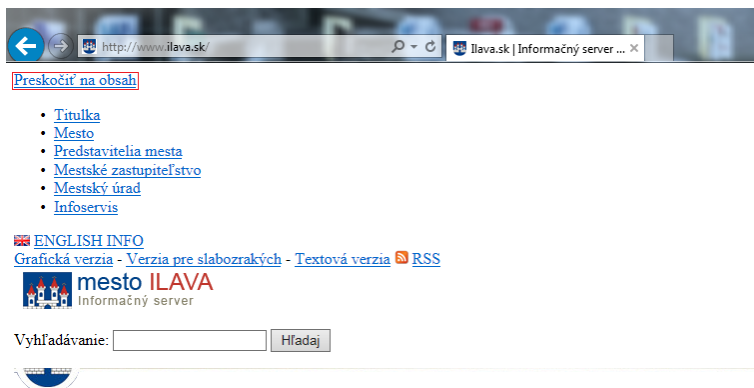 http://www.ilava.sk/
Ilava.sk | Informačný server ...
Preskočiť na obsah
Titulka
Mesto
Predstavitelia mesta
Mestské zastupiteľstvo
Mestský úrad
Infoservis
ENGLISH INFO
Grafická verzia - Verzia pre slabozrakých - Textová verzia RSS
mesto ILAVA
Informačný server
Vyhľadávanie: Hľadaj